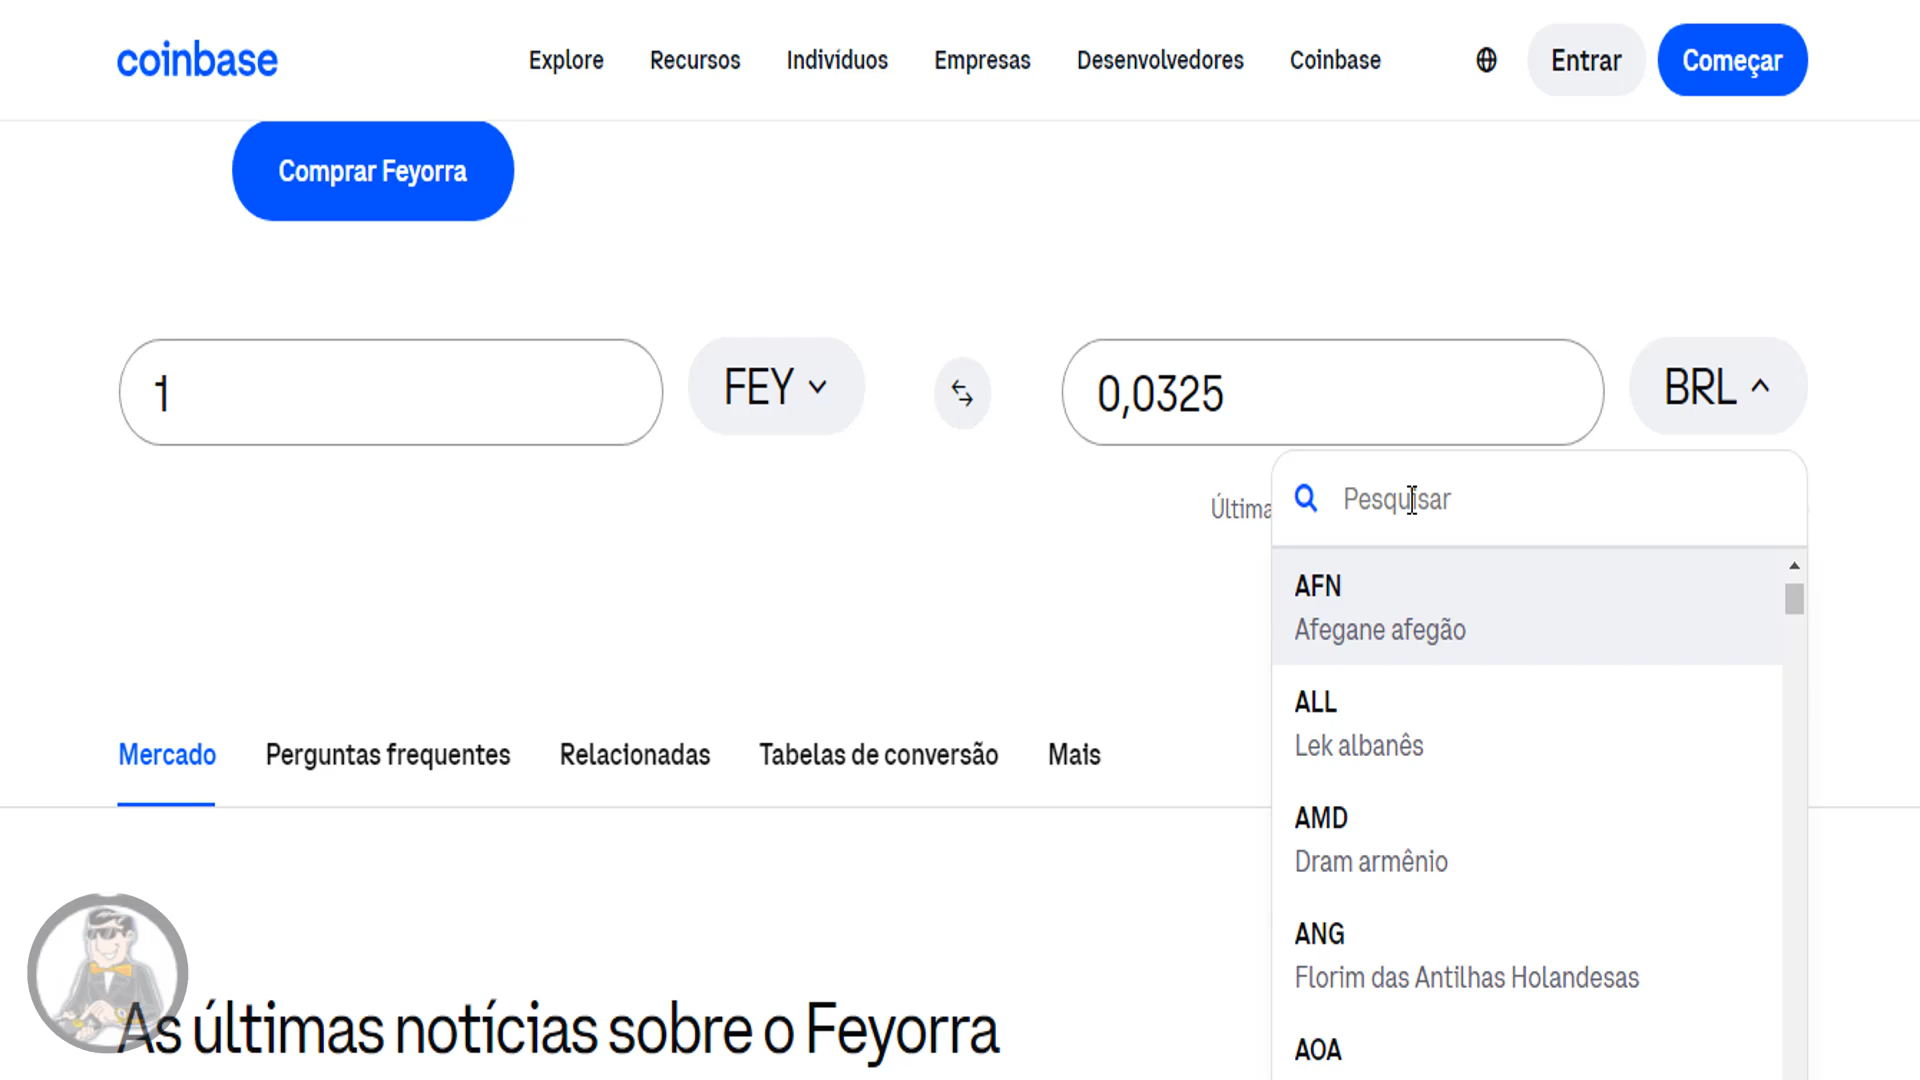 coinbase
Explore Recursos Indivíduos Empresas Desenvolvedores Coinbase Entrar Começar
Comprar Feyorra
1 FEY 0,0325 BRL
Última
Pesquisar
AFN
Afegane afegão
ALL
Lek albanês
Mercado Perguntas frequentes Relacionadas Tabelas de conversão Mais
AMD
Dram armênio
ANG
Florim das Antilhas Holandesas
As últimas notícias sobre o Feyorra
AOA